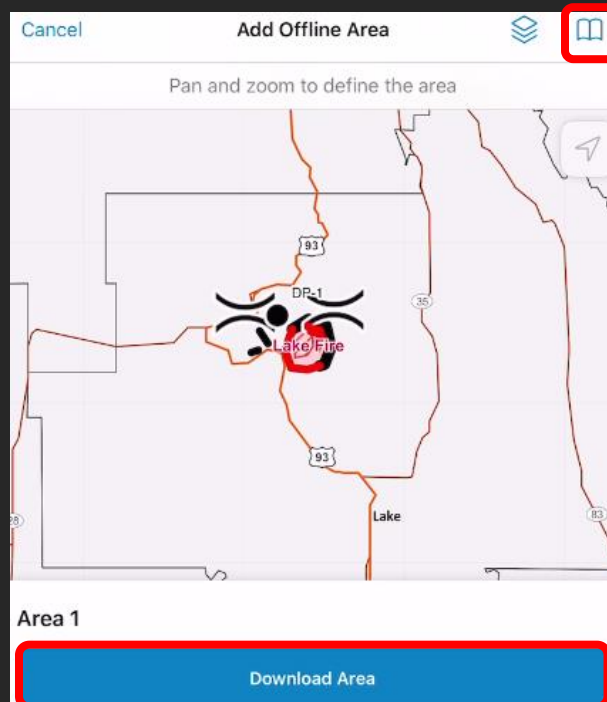 Cancel
Add Offline Area
Pan and zoom to define the area
93
DP-1
35
Lake Fire
93
Lake
28
83
Area 1
Download Area